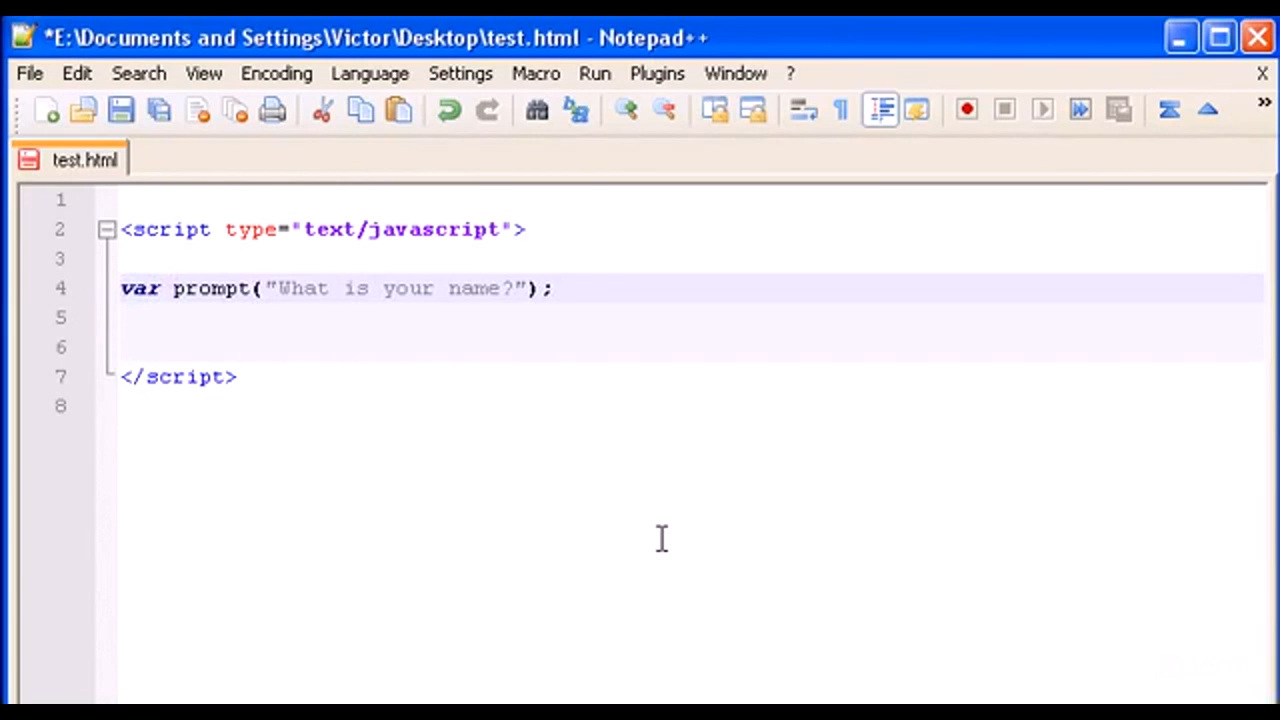 *E:\Documents and Settings\Victor\Desktop\test.html - Notepad++
File Edit Search View Encoding Language Settings Macro Run Plugins Window ? X
test.html
1
2 <script type="text/javascript">
3
4 var prompt("What is your name?");
5
6
7 </script>
8